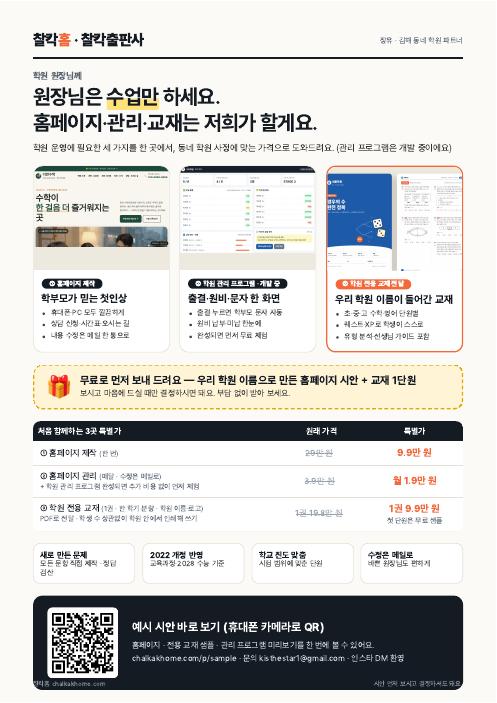 찰칵홈 · 찰칵출판사
장유 · 김해 동네 학원 파트너
학원 원장님께
원장님은 수업만 하세요.
홈페이지·관리·교재는 저희가 할게요.
학원 운영에 필요한 세 가지를 한 곳에서, 동네 학원 사정에 맞는 가격으로 도와드려요. (관리 프로그램은 개발 중이에요)
수학이
한 걸음 더 즐거워지는
곳
❶ 홈페이지 제작
학부모가 믿는 첫인상
휴대폰·PC 모두 깔끔하게
상담 신청·시간표·오시는 길
내용 수정은 메일 한 통으로
❷ 학원 관리 프로그램 · 개발 중
출결·원비·문자 한 화면
출결 누르면 학부모 문자 자동
원비 납부·미납 한눈에
완성되면 먼저 무료 체험
❸ 학원 전용 교재 전달
우리 학원 이름이 들어간 교재
초·중·고 수학·영어 단원별
퀘스트·XP로 학생이 스스로
유형 분석·선생님 가이드 포함
무료로 먼저 보내 드려요 — 우리 학원 이름으로 만든 홈페이지 시안 + 교재 1단원
보시고 마음에 드실 때만 결정하시면 돼요. 부담 없이 받아 보세요.
처음 함께하는 3곳 특별가 원래 가격 특별가
① 홈페이지 제작 (한 번) 29만 원 9.9만 원
② 홈페이지 관리 (매달 · 수정은 메일로) 3.9만 원 월 1.9만 원
+ 학원 관리 프로그램 완성되면 추가 비용 없이 먼저 체험
③ 학원 전용 교재 (1권 · 한 학기 분량 · 학원 이름·로고) 1권 19.8만 원 1권 9.9만 원
PDF로 전달 · 학생 수 상관없이 학원 안에서 인쇄해 쓰기 첫 단원은 무료 샘플
새로 만든 문제
모든 문항 직접 제작 · 정답 검산
2022 개정 반영
교육과정·2028 수능 기준
학교 진도 맞춤
시험 범위에 맞춘 단원
수정은 메일로
바쁜 원장님도 편하게
예시 시안 바로 보기 (휴대폰 카메라로 QR)
홈페이지 · 전용 교재 샘플 · 관리 프로그램 미리보기를 한 번에 볼 수 있어요.
chalkakhome.com/p/sample · 문의 kisthestar1@gmail.com · 인스타 DM 환영
찰칵홈 chalkakhome.com
시안 먼저 보시고 결정하셔도 돼요